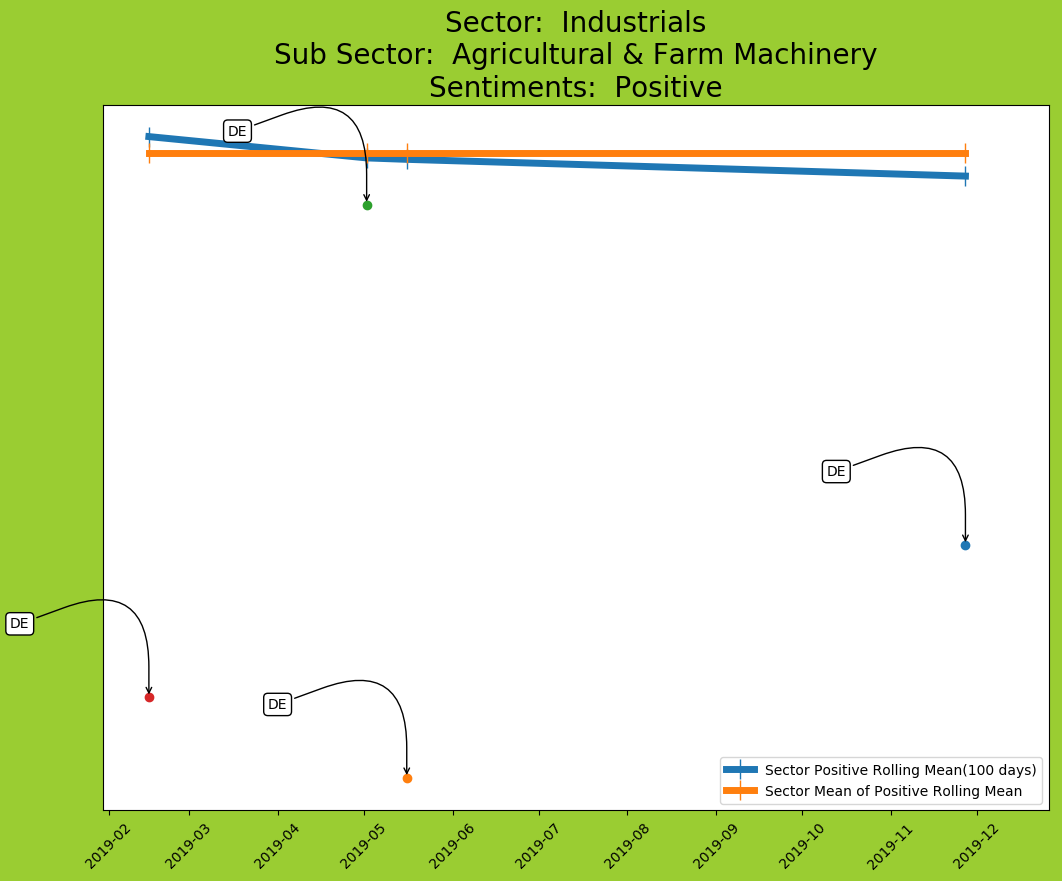 Sector:  Industrials
Sub Sector:  Agricultural & Farm Machinery
Sentiments:  Positive
DE
DE
DE
DE
Sector Positive Rolling Mean(100 days)
Sector Mean of Positive Rolling Mean
2019-02
2019-03
2019-04
2019-05
2019-06
2019-07
2019-08
2019-09
2019-10
2019-11
2019-12